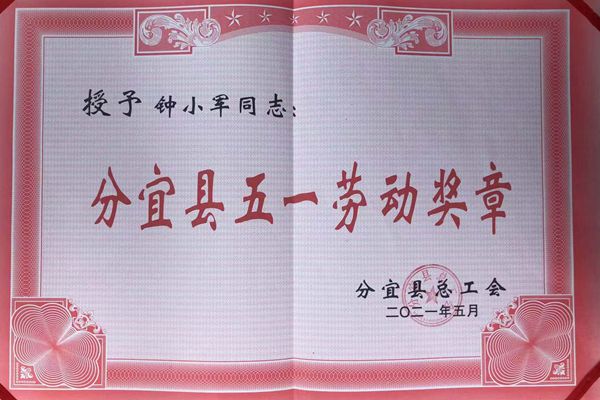 授予 钟小军同志：
分宜县五一劳动奖章
分宜县总工会
二〇二一年五月